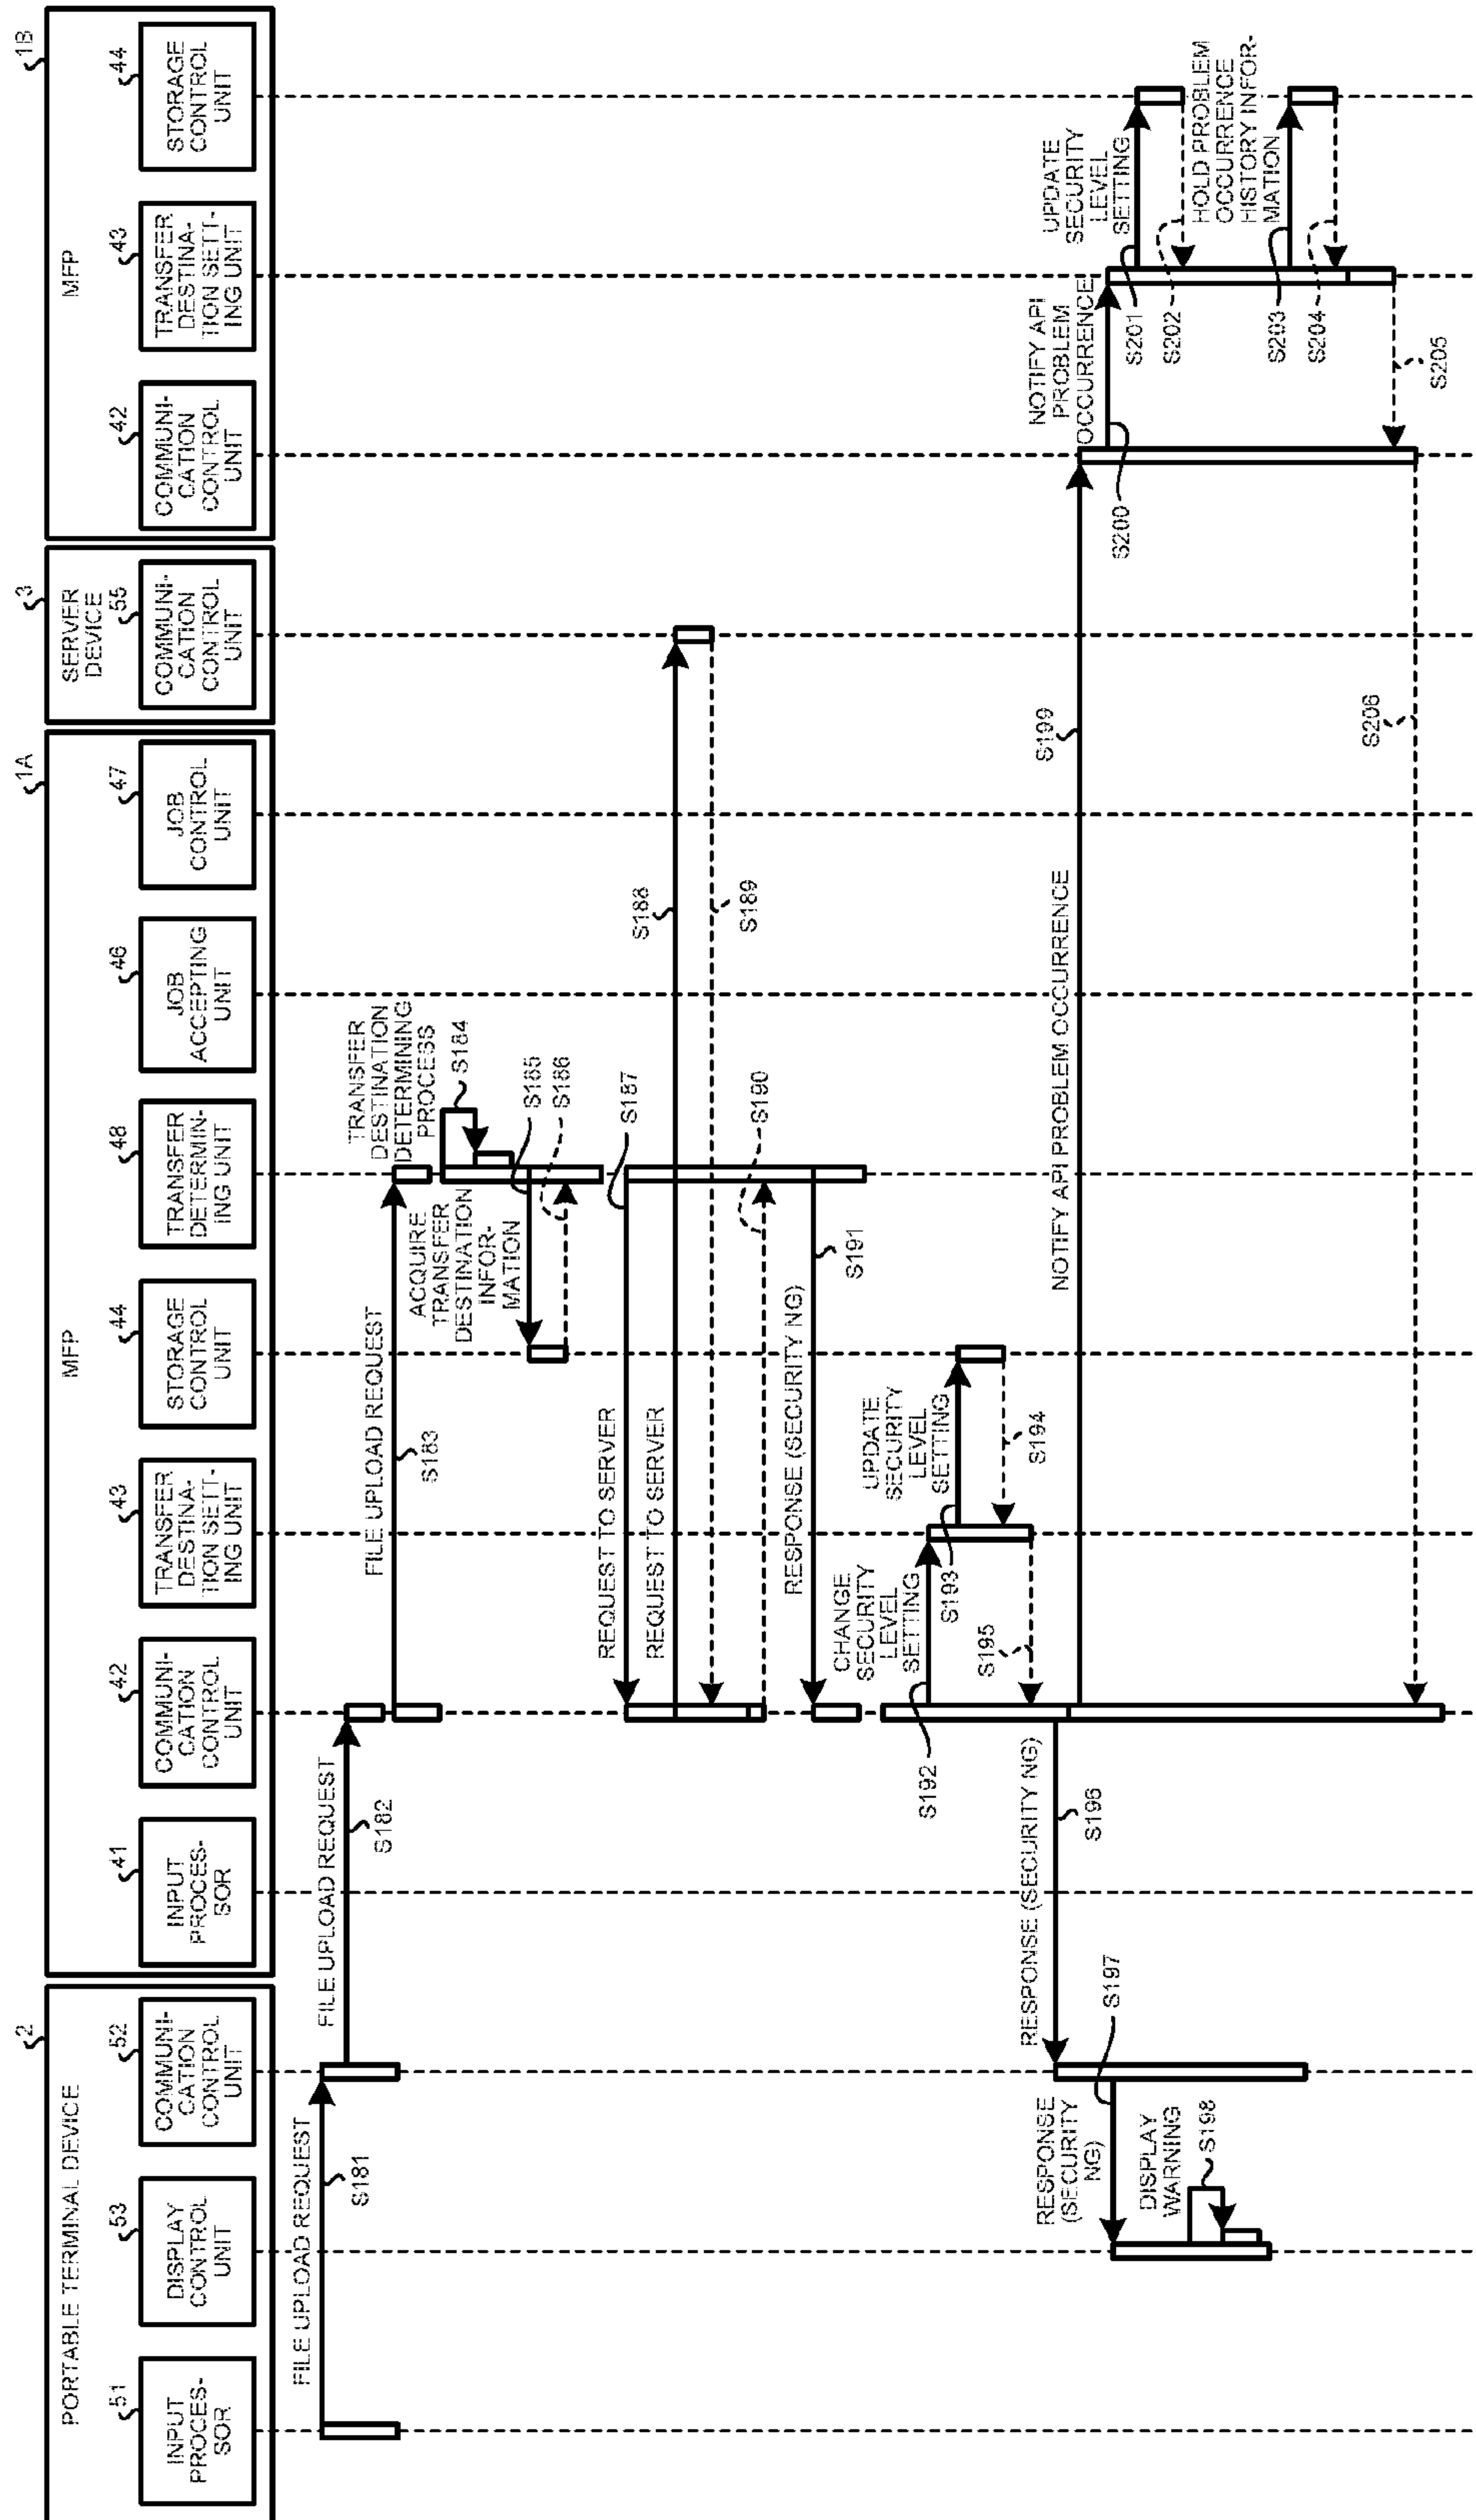 PORTABLE TERMINAL DEVICE
2
INPUT
PROCES-
SOR
51
DISPLAY
CONTROL
UNIT
53
COMMUNI-
CATION
CONTROL
UNIT
52
MFP
1A
INPUT
PROCES-
SOR
41
COMMUNI-
CATION
CONTROL
UNIT
42
TRANSFER
DESTINA-
TION SETT-
ING UNIT
43
STORAGE
CONTROL
UNIT
44
TRANSFER
DETERMIN-
ING UNIT
48
JOB
ACCEPTING
UNIT
46
JOB
CONTROL
UNIT
47
SERVER
DEVICE
3
COMMUNI-
CATION
CONTROL
UNIT
55
MFP
1B
COMMUNI-
CATION
CONTROL
UNIT
42
TRANSFER
DESTINA-
TION SETT-
ING UNIT
43
STORAGE
CONTROL
UNIT
44
FILE UPLOAD REQUEST
S181
FILE UPLOAD REQUEST
S182
FILE UPLOAD REQUEST
S183
TRANSFER
DESTINATION
DETERMINING
PROCESS
S184
ACQUIRE
TRANSFER
DESTINATION
INFOR-
MATION
S185
S186
REQUEST TO SERVER
S187
REQUEST TO SERVER
S188
S189
S190
RESPONSE (SECURITY NG)
S191
CHANGE
SECURITY
LEVEL
SETTING
S192
UPDATE
SECURITY
LEVEL
SETTING
S193
S194
S195
RESPONSE (SECURITY NG)
S196
RESPONSE
(SECURITY
NG)
S197
DISPLAY
WARNING
S198
NOTIFY API PROBLEM OCCURRENCE
S199
NOTIFY API
PROBLEM
OCCURRENCE
S200
UPDATE
SECURITY
LEVEL
SETTING
S201
S202
HOLD PROBLEM
OCCURRENCE
HISTORY INFOR-
MATION
S203
S204
S205
S206